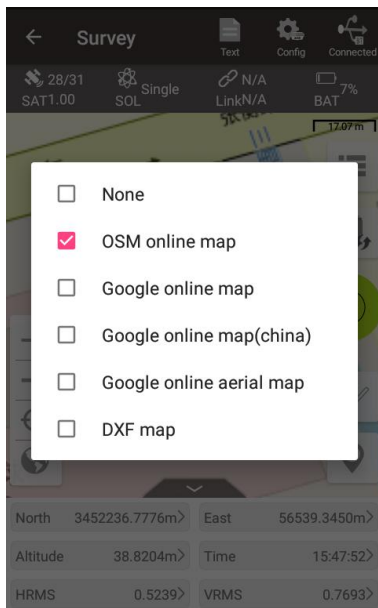 Survey
Text Config Connected
28/31 Single N/A 7%
SAT1.00 SOL LinkN/A BAT
17.07 m
None
OSM online map
Google online map
Google online map(china)
Google online aerial map
DXF map
North 3452236.7776m> East 56539.3450m>
Altitude 38.8204m> Time 15:47:52>
HRMS 0.5239> VRMS 0.7693>